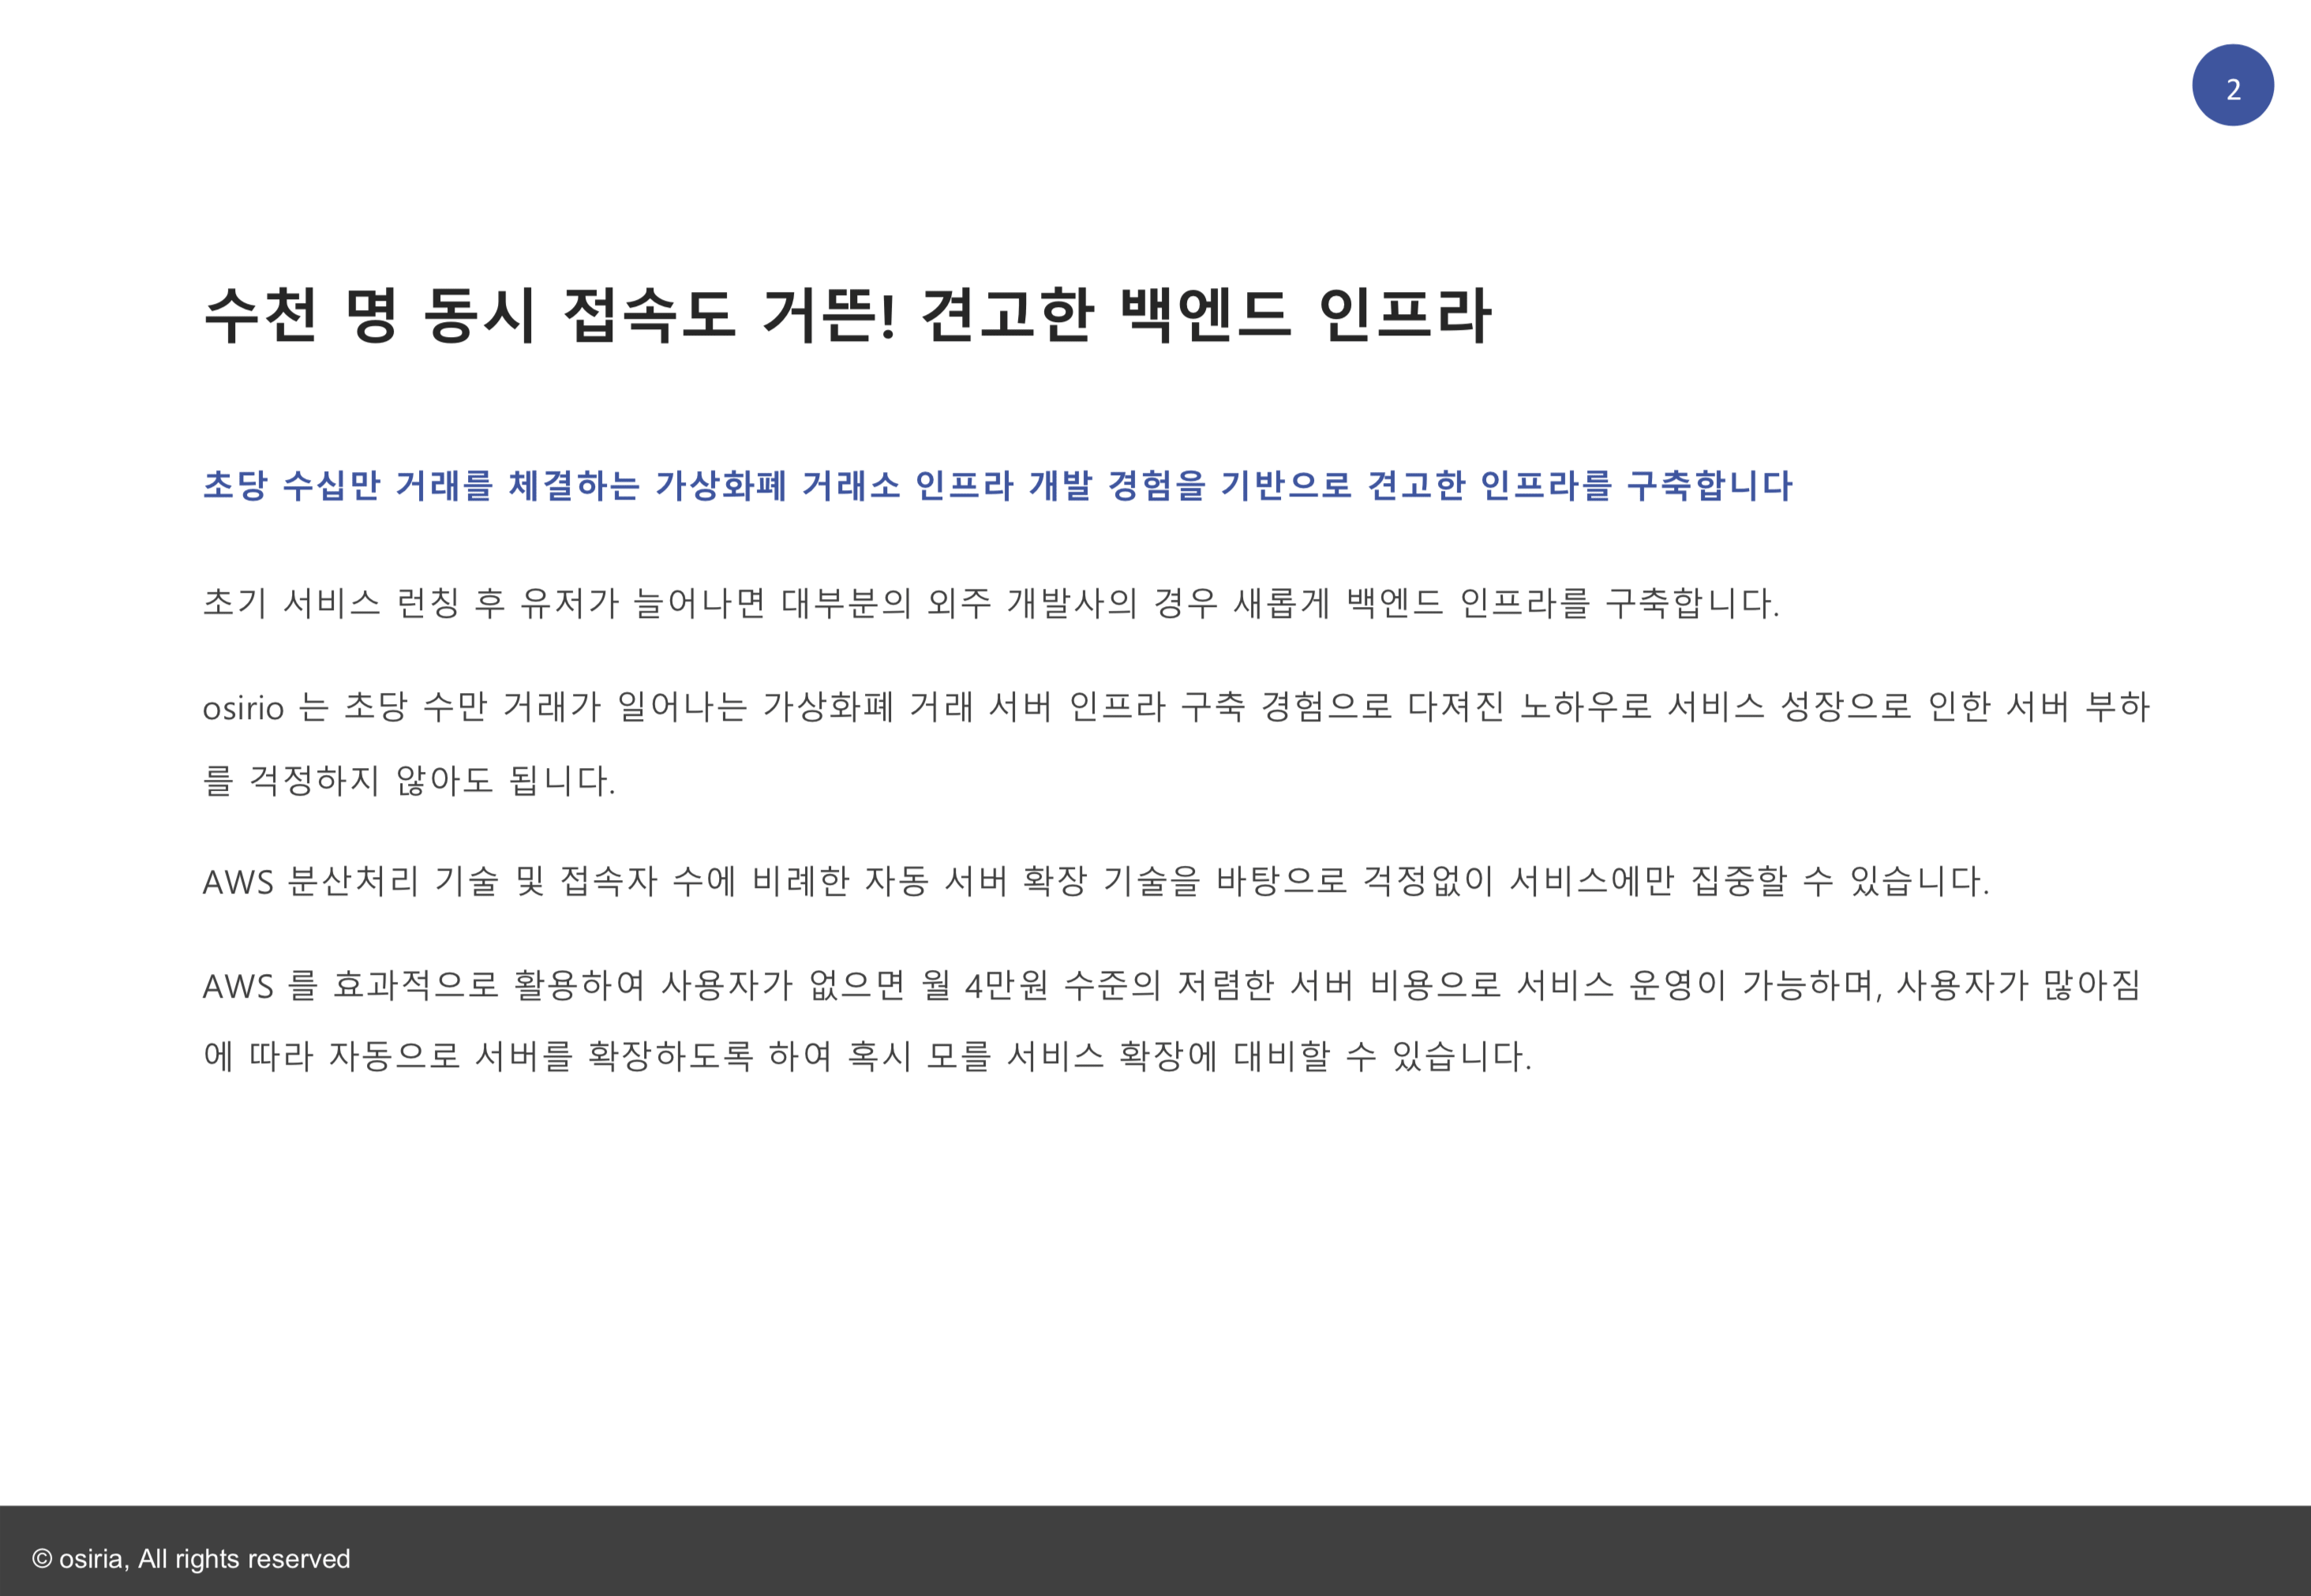 2
수천 명 동시 접속도 거뜬! 견고한 백엔드 인프라
초당 수십만 거래를 체결하는 가상화폐 거래소 인프라 개발 경험을 기반으로 견고한 인프라를 구축합니다
초기 서비스 런칭 후 유저가 늘어나면 대부분의 외주 개발사의 경우 새롭게 백엔드 인프라를 구축합니다.
osirio 는 초당 수만 거래가 일어나는 가상화폐 거래 서버 인프라 구축 경험으로 다져진 노하우로 서비스 성장으로 인한 서버 부하
를 걱정하지 않아도 됩니다.
AWS 분산처리 기술 및 접속자 수에 비례한 자동 서버 확장 기술을 바탕으로 걱정없이 서비스에만 집중할 수 있습니다.
AWS 를 효과적으로 활용하여 사용자가 없으면 월4만원 수준의 저렴한 서버 비용으로 서비스 운영이 가능하며, 사용자가 많아짐
에 따라 자동으로 서버를 확장하도록 하여 혹시 모를 서비스 확장에 대비할 수 있습니다.
© osiria, All rights reserved